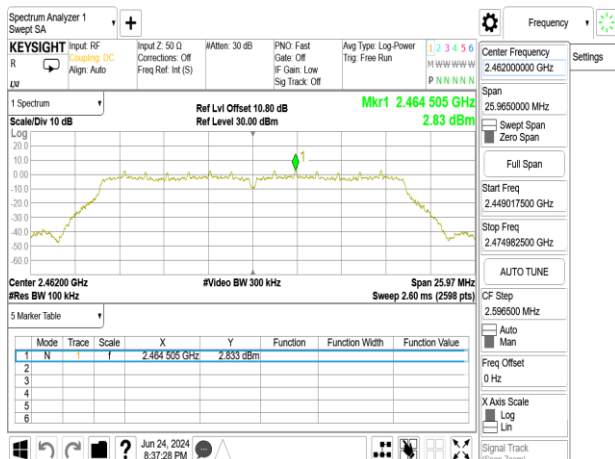 Spectrum Analyzer 1
Swept SA
Frequency
KEYSIGHT
R
LXI
Input: RF
Coupling: DC
Align: Auto
Input Z: 50 Ω
Corrections: Off
Freq Ref: Int (S)
#Atten: 30 dB
PNO: Fast
Gate: Off
IF Gain: Low
Sig Track: Off
Avg Type: Log-Power
Trig: Free Run
1 2 3 4 5 6
M W W W W W
P N N N N N
Center Frequency
2.462000000 GHz
Settings
Span
25.9650000 MHz
Swept Span
Zero Span
Full Span
Start Freq
2.449017500 GHz
Stop Freq
2.474982500 GHz
AUTO TUNE
CF Step
2.596500 MHz
Auto
Man
Freq Offset
0 Hz
X Axis Scale
Log
Lin
Signal Track
(Span Zoom)
1 Spectrum
Scale/Div 10 dB
Ref Lvl Offset 10.80 dB
Ref Level 30.00 dBm
Mkr1 2.464 505 GHz
2.83 dBm
Log
20.0
10.0
0.00
-10.0
-20.0
-30.0
-40.0
-50.0
-60.0
1
Center 2.46200 GHz
#Video BW 300 kHz
Span 25.97 MHz
#Res BW 100 kHz
Sweep 2.60 ms (2598 pts)
5 Marker Table
Mode Trace Scale X Y Function Function Width Function Value
1 N 1 f 2.464 505 GHz 2.833 dBm
2
3
4
5
6
?
Jun 24, 2024
8:37:28 PM